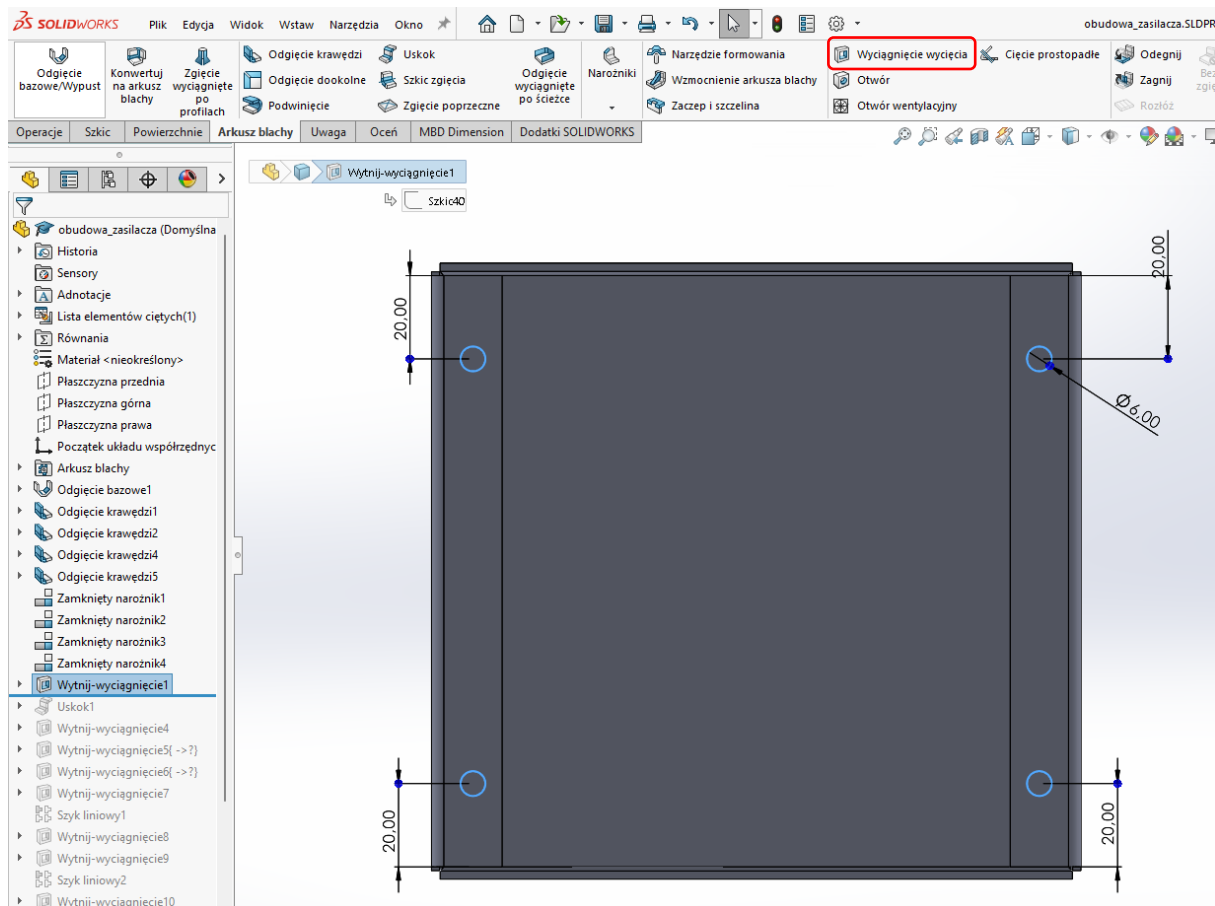 SOLIDWORKS Plik Edycja Widok Wstaw Narzędzia Okno obudowa_zasilacza.SLDPR
Odgięcie bazowe/Wypust
Konwertuj na arkusz blachy
Zgięcie wyciągnięte po profilach
Odgięcie krawędzi
Odgięcie dookolne
Podwinięcie
Uskok
Szkic zgięcia
Zgięcie poprzeczne
Odgięcie wyciągnięte po ścieżce
Narożniki
Narzędzie formowania
Wzmocnienie arkusza blachy
Zaczep i szczelina
Wyciągnięcie wycięcia
Otwór
Otwór wentylacyjny
Cięcie prostopadłe
Odegnij
Zagnij
Rozłóż
Bez
zgię
Operacje Szkic Powierzchnie Arkusz blachy Uwaga Oceń MBD Dimension Dodatki SOLIDWORKS
Wytnij-wyciągnięcie1
Szkic40
obudowa_zasilacza (Domyślna
Historia
Sensory
Adnotacje
Lista elementów ciętych(1)
Równania
Materiał <nieokreślony>
Płaszczyzna przednia
Płaszczyzna górna
Płaszczyzna prawa
Początek układu współrzędnyc
Arkusz blachy
Odgięcie bazowe1
Odgięcie krawędzi1
Odgięcie krawędzi2
Odgięcie krawędzi4
Odgięcie krawędzi5
Zamknięty narożnik1
Zamknięty narożnik2
Zamknięty narożnik3
Zamknięty narożnik4
Wytnij-wyciągnięcie1
Uskok1
Wytnij-wyciągnięcie4
Wytnij-wyciągnięcie5{ ->?}
Wytnij-wyciągnięcie6{ ->?}
Wytnij-wyciągnięcie7
Szyk liniowy1
Wytnij-wyciągnięcie8
Wytnij-wyciągnięcie9
Szyk liniowy2
Wytnij-wyciągnięcie10
20,00
20,00
Ø6,00
20,00
20,00